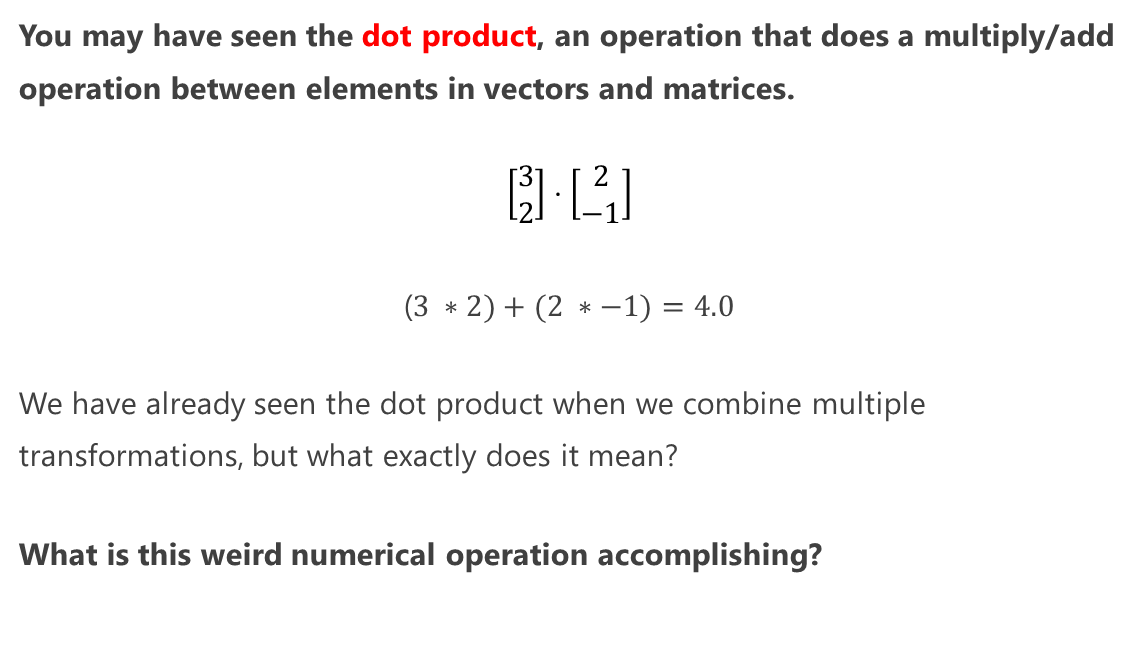 You may have seen the dot product, an operation that does a multiply/add
operation between elements in vectors and matrices.
[3 2] · [2 −1]
(3 * 2) + (2 * −1) = 4.0
We have already seen the dot product when we combine multiple
transformations, but what exactly does it mean?
What is this weird numerical operation accomplishing?